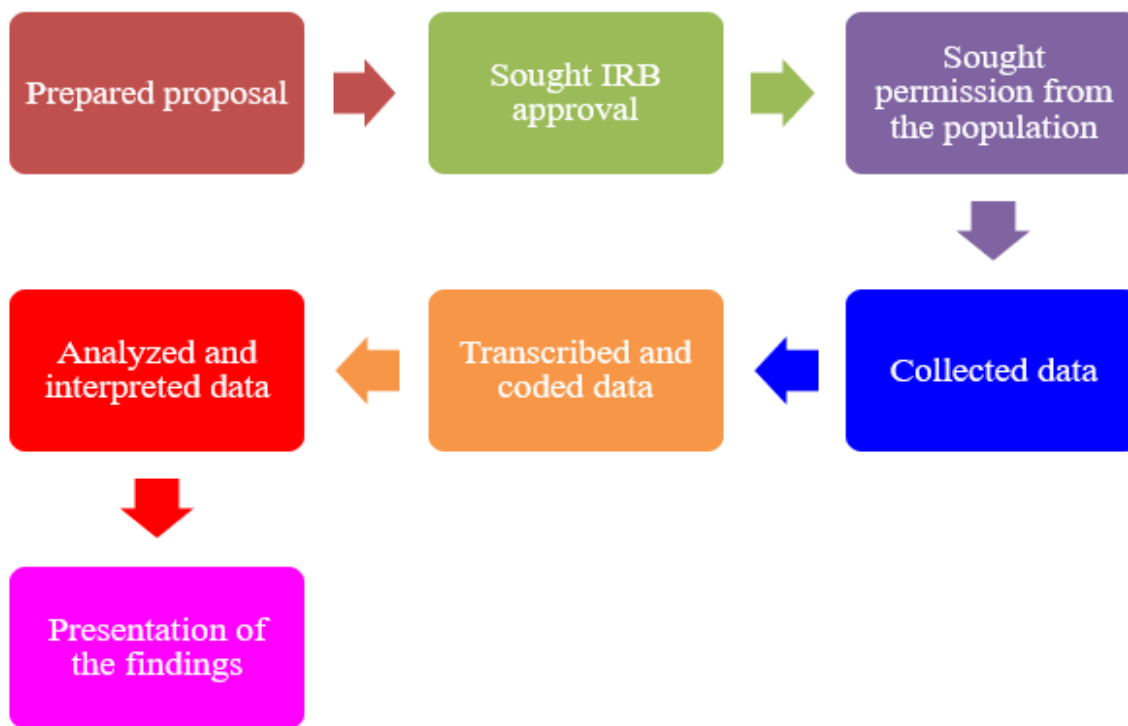 Prepared proposal
Sought IRB
approval
Sought
permission from
the population
Collected data
Transcribed and
coded data
Analyzed and
interpreted data
Presentation of
the findings